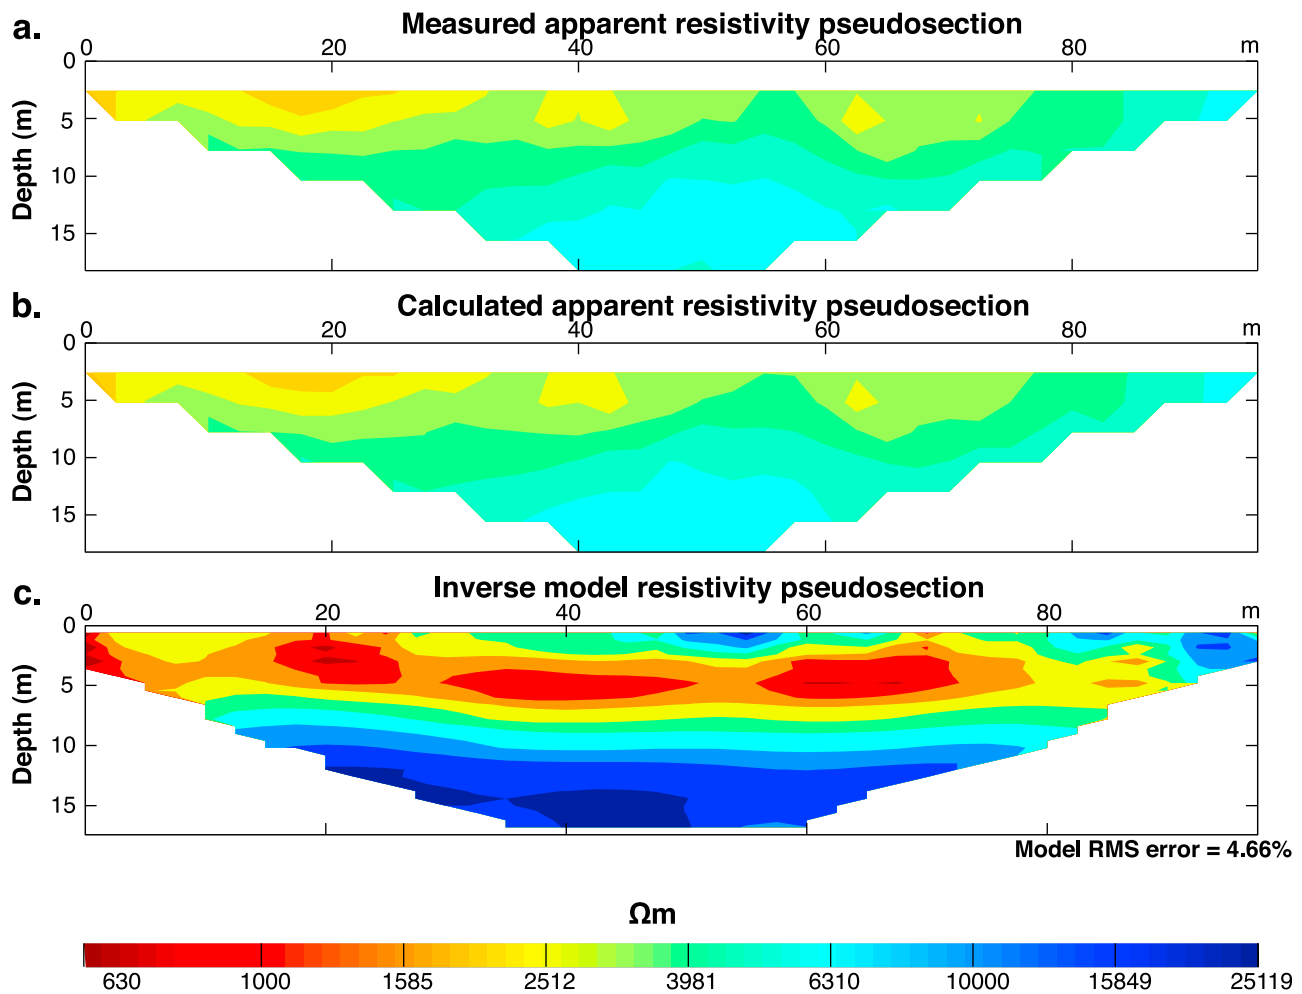 a.
Measured apparent resistivity pseudosection
0 20 40 60 80 m
0
5
10
15
Depth (m)
b.
Calculated apparent resistivity pseudosection
0 20 40 60 80 m
0
5
10
15
Depth (m)
c.
Inverse model resistivity pseudosection
0 20 40 60 80 m
0
5
10
15
Depth (m)
Model RMS error = 4.66%
Ωm
630 1000 1585 2512 3981 6310 10000 15849 25119